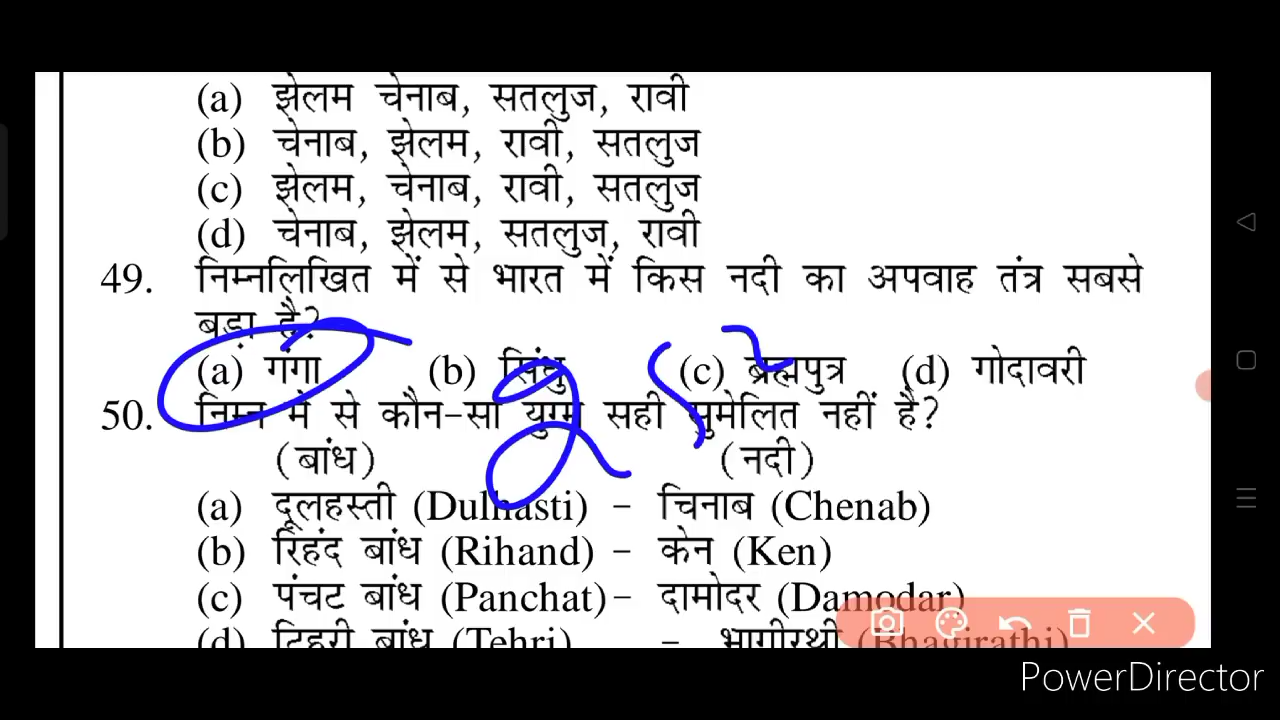 (a) झेलम चेनाब, सतलुज, रावी
(b) चेनाब, झेलम, रावी, सतलुज
(c) झेलम, चेनाब, रावी, सतलुज
(d) चेनाब, झेलम, सतलुज, रावी
49. निम्नलिखित में से भारत में किस नदी का अपवाह तंत्र सबसे
बड़ा है?
(a) गंगा (b) सिंधु (c) ब्रह्मपुत्र (d) गोदावरी
50. निम्न में से कौन-सा युग्म सही सुमेलित नहीं है?
(बांध) (नदी)
(a) दूलहस्ती (Dulhasti) - चिनाब (Chenab)
(b) रिहंद बांध (Rihand) - केन (Ken)
(c) पंचट बांध (Panchat) - दामोदर (Damodar)
(d) टिहरी बांध (Tehri) - भागीरथी (Bhagirathi)
PowerDirector